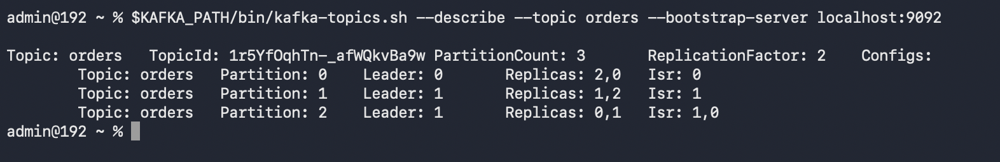 admin@192 ~ % $KAFKA_PATH/bin/kafka-topics.sh --describe --topic orders --bootstrap-server localhost:9092
Topic: orders TopicId: 1r5YfOqhTn-_afWQkvBa9w PartitionCount: 3 ReplicationFactor: 2 Configs:
Topic: orders Partition: 0 Leader: 0 Replicas: 2,0 Isr: 0
Topic: orders Partition: 1 Leader: 1 Replicas: 1,2 Isr: 1
Topic: orders Partition: 2 Leader: 1 Replicas: 0,1 Isr: 1,0
admin@192 ~ %